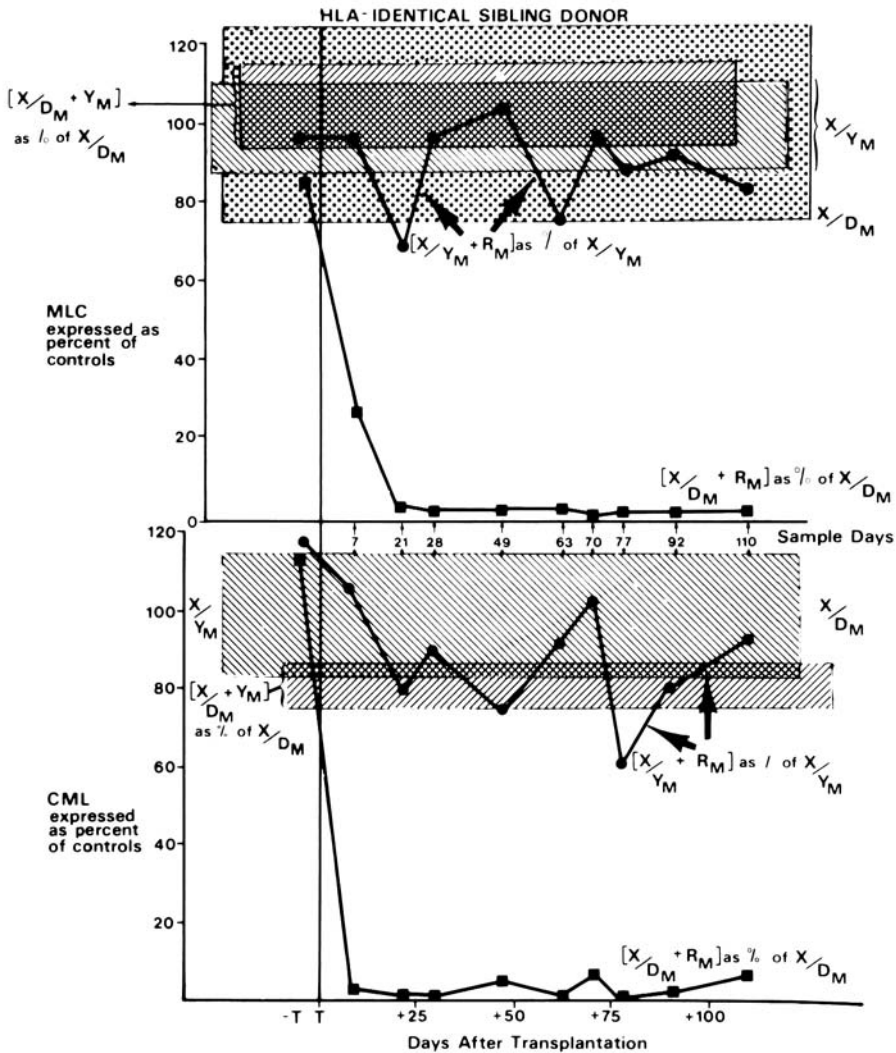 HLA-IDENTICAL SIBLING DONOR
120
100
80
60
40
20
0
[X/DM + YM]
as % of X/DM
X/YM
X/DM
[X/YM + RM] as / of X/YM
MLC
expressed as
percent of
controls
[X/DM + RM] as % of X/DM
7 21 28 49 63 70 77 92 110 Sample Days
120
100
80
60
40
20
X/YM
X/DM
[X/DM + YM]
as % of X/DM
[X/YM + RM] as / of X/YM
CML
expressed
as percent
of controls
[X/DM + RM] as % of X/DM
-T T +25 +50 +75 +100
Days After Transplantation